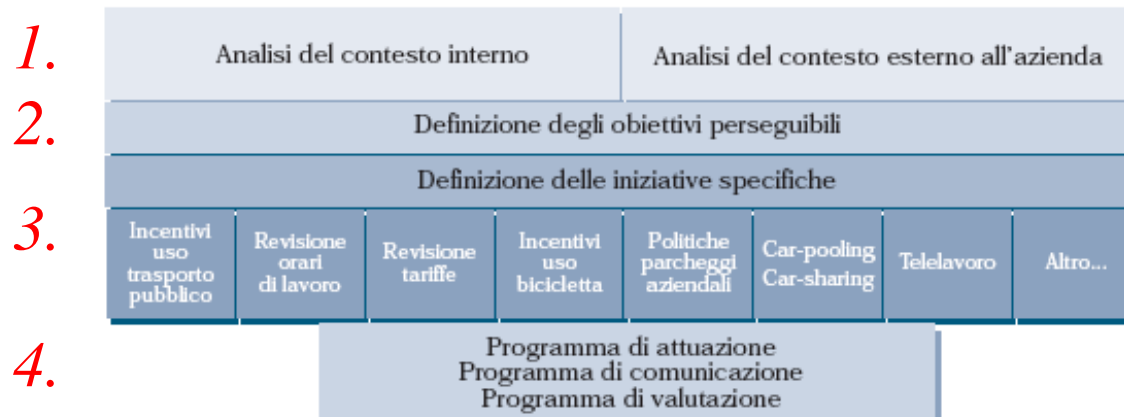 1.
Analisi del contesto interno
Analisi del contesto esterno all'azienda
2.
Definizione degli obiettivi perseguibili
Definizione delle iniziative specifiche
3.
Incentivi
uso
trasporto
pubblico
Revisione
orari
di lavoro
Revisione
tariffe
Incentivi
uso
bicicletta
Politiche
parcheggi
aziendali
Car-pooling
Car-sharing
Telelavoro
Altro...
4.
Programma di attuazione
Programma di comunicazione
Programma di valutazione